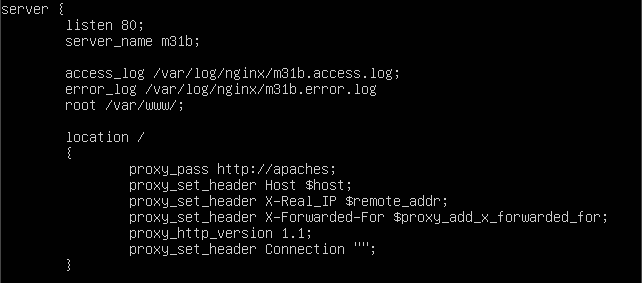 server {
listen 80;
server_name m31b;
access_log /var/log/nginx/m31b.access.log;
error_log /var/log/nginx/m31b.error.log
root /var/www/;
location /
{
proxy_pass http://apaches;
proxy_set_header Host $host;
proxy_set_header X-Real_IP $remote_addr;
proxy_set_header X-Forwarded-For $proxy_add_x_forwarded_for;
proxy_http_version 1.1;
proxy_set_header Connection "";
}